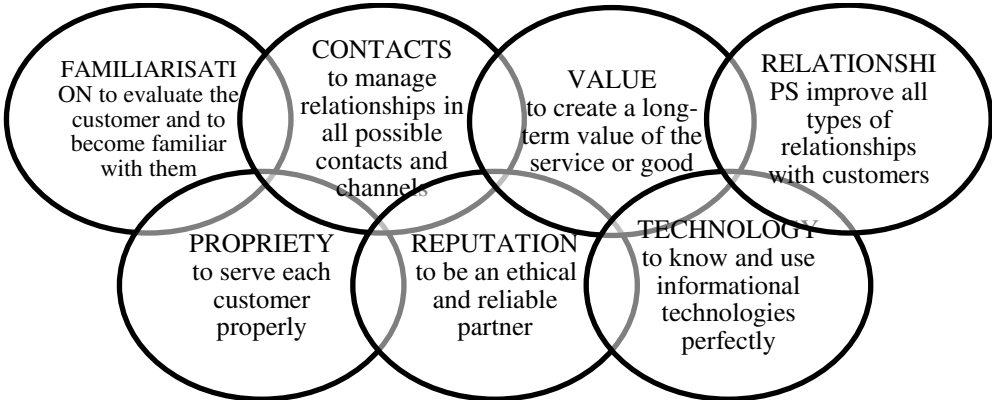 FAMILIARISATI
ON to evaluate the
customer and to
become familiar
with them
CONTACTS
to manage
relationships in
all possible
contacts and
channels
VALUE
to create a long-
term value of the
service or good
RELATIONSHI
PS improve all
types of
relationships
with customers
PROPRIETY
to serve each
customer
properly
REPUTATION
to be an ethical
and reliable
partner
TECHNOLOGY
to know and use
informational
technologies
perfectly